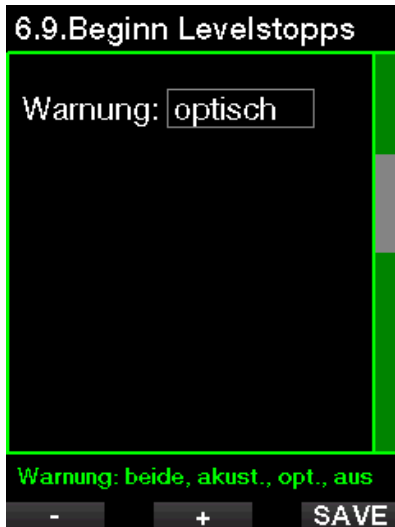 6.9.Beginn Levelstopps
Warnung: optisch
Warnung: beide, akust., opt., aus
- + SAVE